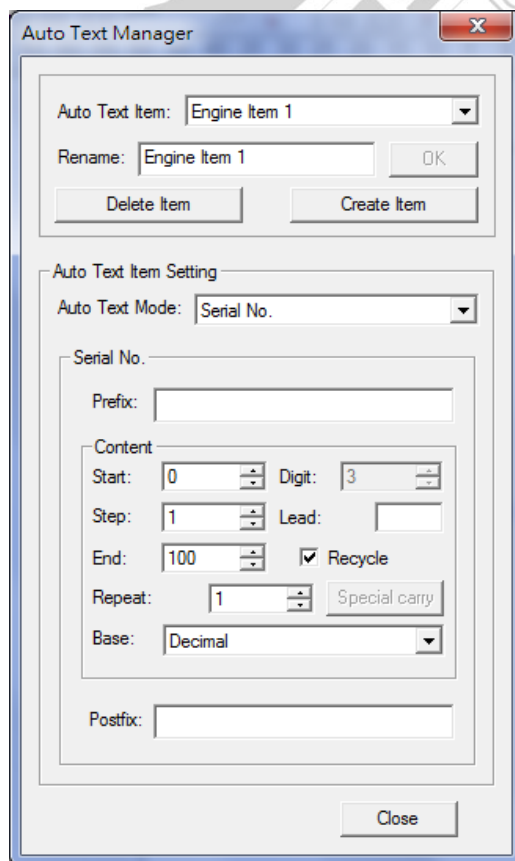 Auto Text Manager
Auto Text Item: Engine Item 1
Rename: Engine Item 1 OK
Delete Item Create Item
Auto Text Item Setting
Auto Text Mode: Serial No.
Serial No.
Prefix:
Content
Start: 0 Digit: 3
Step: 1 Lead:
End: 100 Recycle
Repeat: 1 Special carry
Base: Decimal
Postfix:
Close